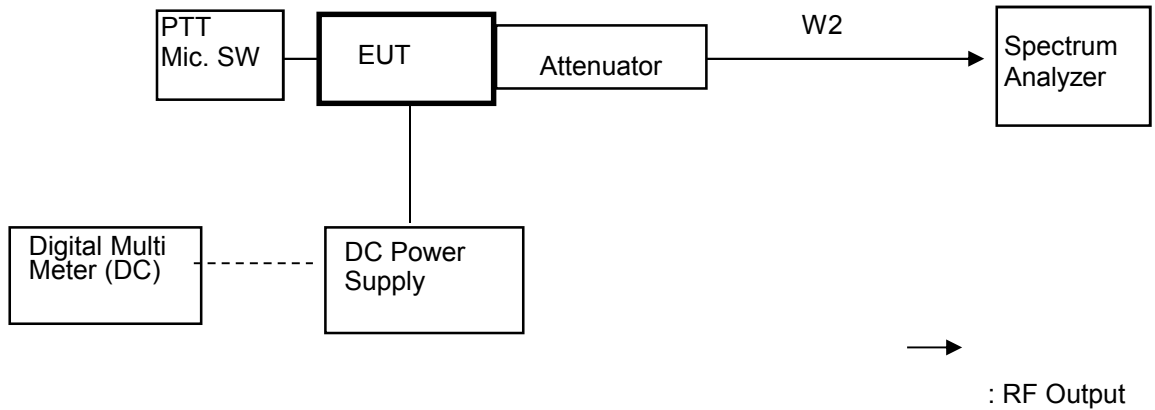 PTT
Mic. SW
EUT
Attenuator
W2
Spectrum
Analyzer
Digital Multi
Meter (DC)
DC Power
Supply
: RF Output